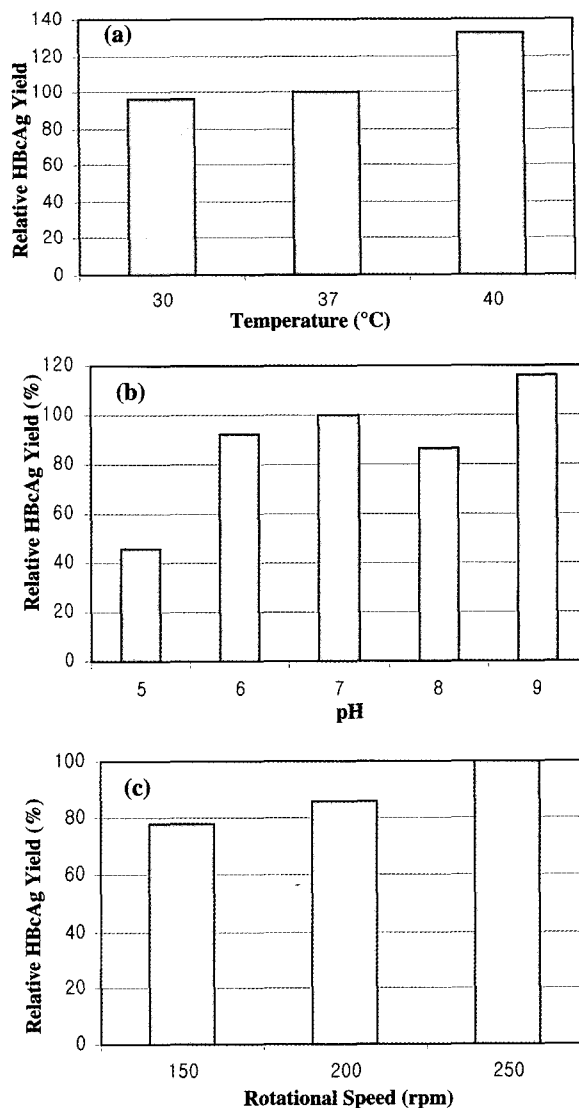 (a)
Relative HBcAg Yield
140
120
100
80
60
40
20
0
30 37 40
Temperature (°C)
(b)
Relative HBcAg Yield (%)
120
100
80
60
40
20
0
5 6 7 8 9
pH
(c)
Relative HBcAg Yield (%)
100
80
60
40
20
0
150 200 250
Rotational Speed (rpm)